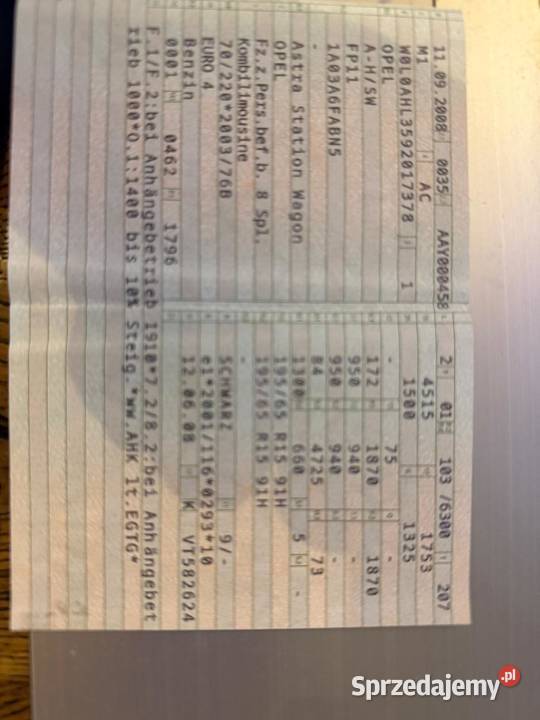 11.09.2008 0035 AAY000458 2 01 103 /6300 207
M1 AC 4515 1753
W0L0AHL3592017378 1 1500 1325
OPEL - 75 -
A-H/SW 172 1870 1870
FP11 950 940 -
1A03A6FABN5 950 940 -
- 84 4725 73
Astra Station Wagon 1300 660 5 -
OPEL 195/65 R15 91H
Fz.z.Pers.bef.b. 8 Spl. 195/65 R15 91H
Kombilimousine -
70/220*2003/76B SCHWARZ 9/-
EURO 4 e1*2001/116*0293*10
Benzin 12.06.08 K VT582624
0001 0462 1796
F.1/F.2:bei Anhängebetrieb 1910*7.2/8.2:bei Anhängebet
rieb 1000*O.1:1400 bis 10% Steig.*ww.AHK lt.EGTG*
Sprzedajemy.pl